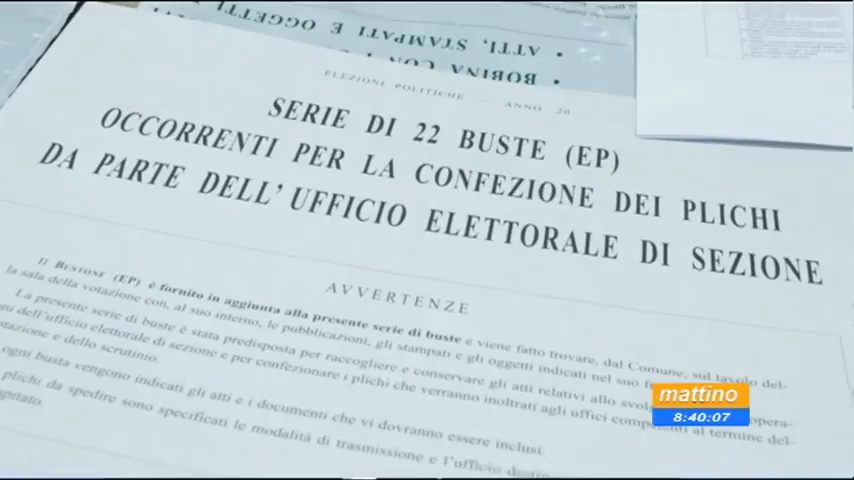 ATTI, STAMPATI E OGGETTI
BOBINA CON
ELEZIONI POLITICHE — ANNO 20
SERIE DI 22 BUSTE (EP)
OCCORRENTI PER LA CONFEZIONE DEI PLICHI
DA PARTE DELL'UFFICIO ELETTORALE DI SEZIONE
AVVERTENZE
Il BUSTONE (EP) è fornito in aggiunta alla presente serie di buste e viene fatto trovare, dal Comune, sul tavolo del-
la sala della votazione con, al suo interno, le pubblicazioni, gli stampati e gli oggetti indicati nel suo
La presente serie di buste è stata predisposta per raccogliere e conservare gli atti relativi allo
dell'ufficio elettorale di sezione e per confezionare i plichi che verranno inoltrati agli uffici al termine del-
e dello scrutinio.
ogni busta vengono indicati gli atti e i documenti che vi dovranno essere inclusi.
plichi da spedire sono specificati le modalità di trasmissione e l'ufficio
mattino
8:40:07